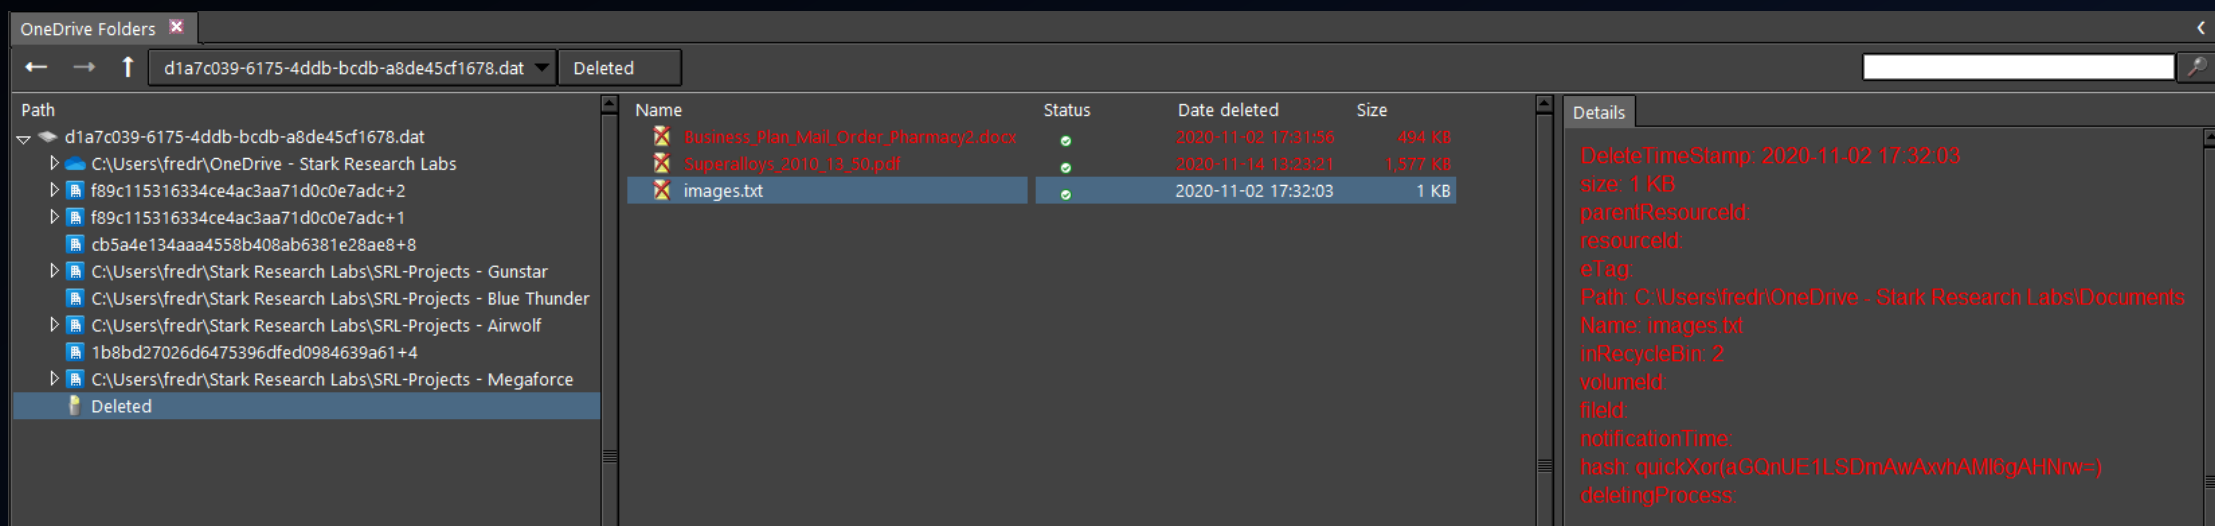 OneDrive Folders
d1a7c039-6175-4ddb-bcdb-a8de45cf1678.dat Deleted
Path
d1a7c039-6175-4ddb-bcdb-a8de45cf1678.dat
C:\Users\fredr\OneDrive - Stark Research Labs
f89c115316334ce4ac3aa71d0c0e7adc+2
f89c115316334ce4ac3aa71d0c0e7adc+1
cb5a4e134aaa4558b408ab6381e28ae8+8
C:\Users\fredr\Stark Research Labs\SRL-Projects - Gunstar
C:\Users\fredr\Stark Research Labs\SRL-Projects - Blue Thunder
C:\Users\fredr\Stark Research Labs\SRL-Projects - Airwolf
1b8bd27026d6475396dfed0984639a61+4
C:\Users\fredr\Stark Research Labs\SRL-Projects - Megaforce
Deleted
Name Status Date deleted Size
Business_Plan_Mail_Order_Pharmacy2.docx 2020-11-02 17:31:56 494 KB
Superalloys_2010_13_50.pdf 2020-11-14 13:23:21 1,577 KB
images.txt 2020-11-02 17:32:03 1 KB
Details
DeleteTimeStamp: 2020-11-02 17:32:03
size: 1 KB
parentResourceId:
resourceId:
eTag:
Path: C:\Users\fredr\OneDrive - Stark Research Labs\Documents
Name: images.txt
inRecycleBin: 2
volumeId:
fileId:
notificationTime:
hash: quickXor(aGQnUE1LSDmAwAxvhAMI6gAHNrw=)
deletingProcess: